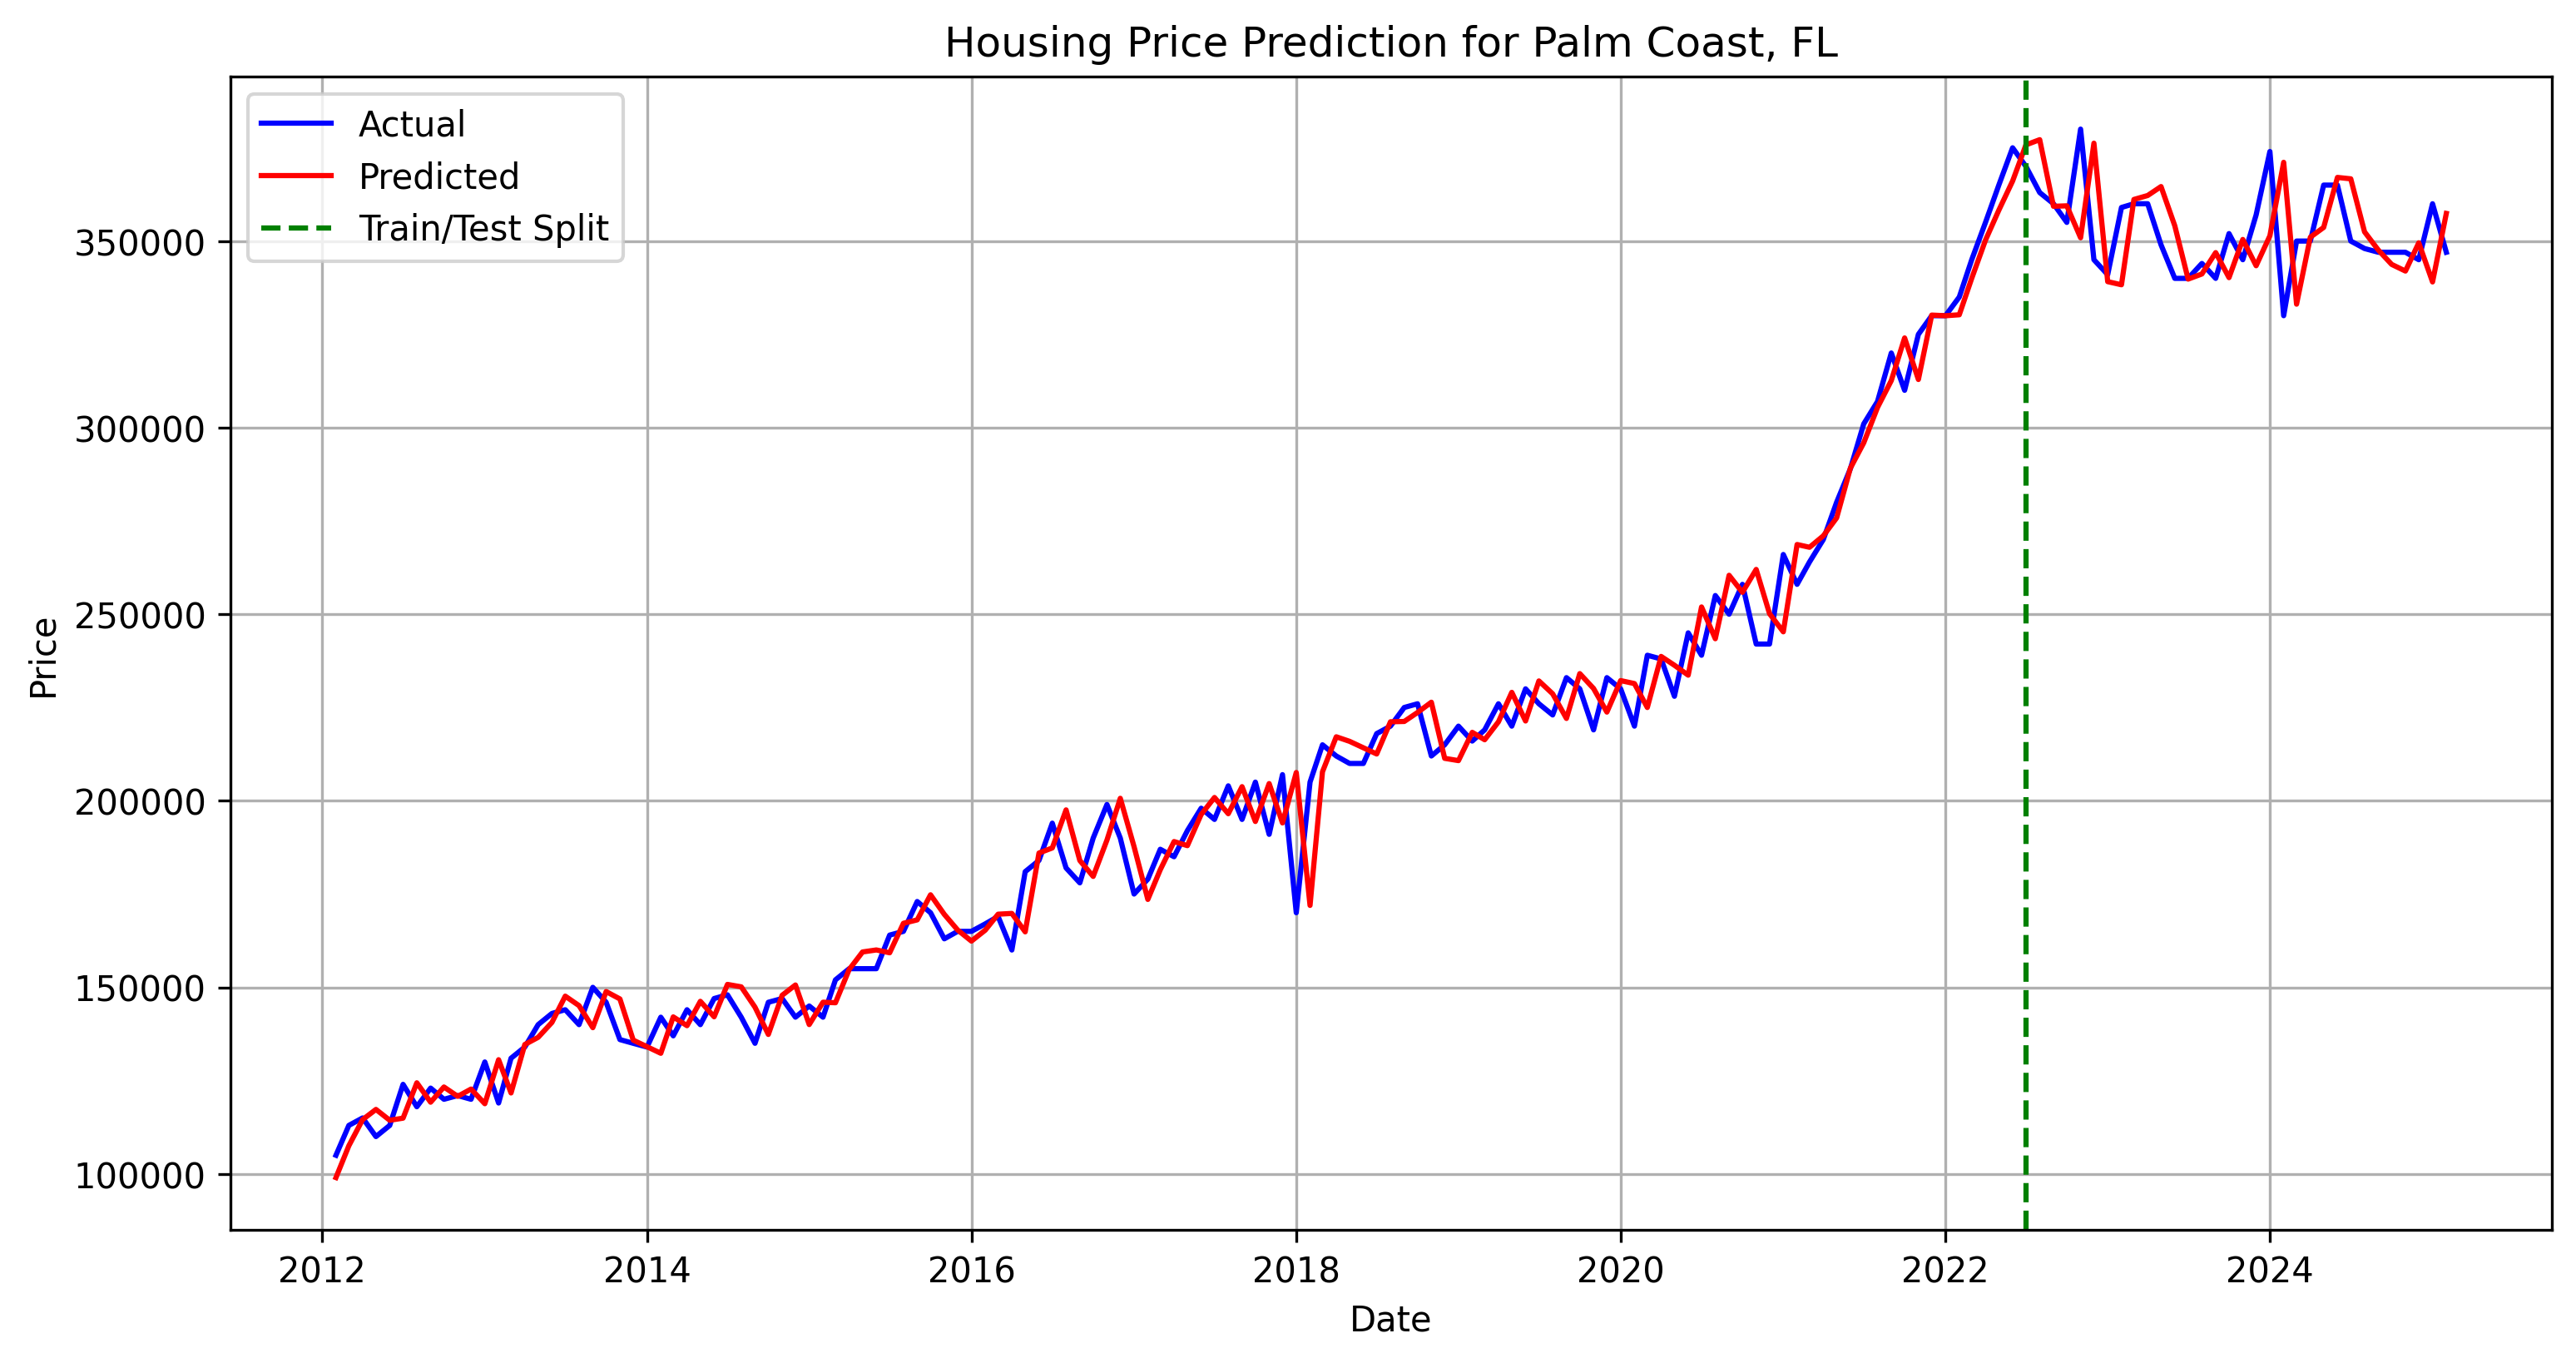 Housing Price Prediction for Palm Coast, FL
Actual
Predicted
Train/Test Split
350000
300000
250000
200000
150000
100000
Price
2012
2014
2016
2018
2020
2022
2024
Date